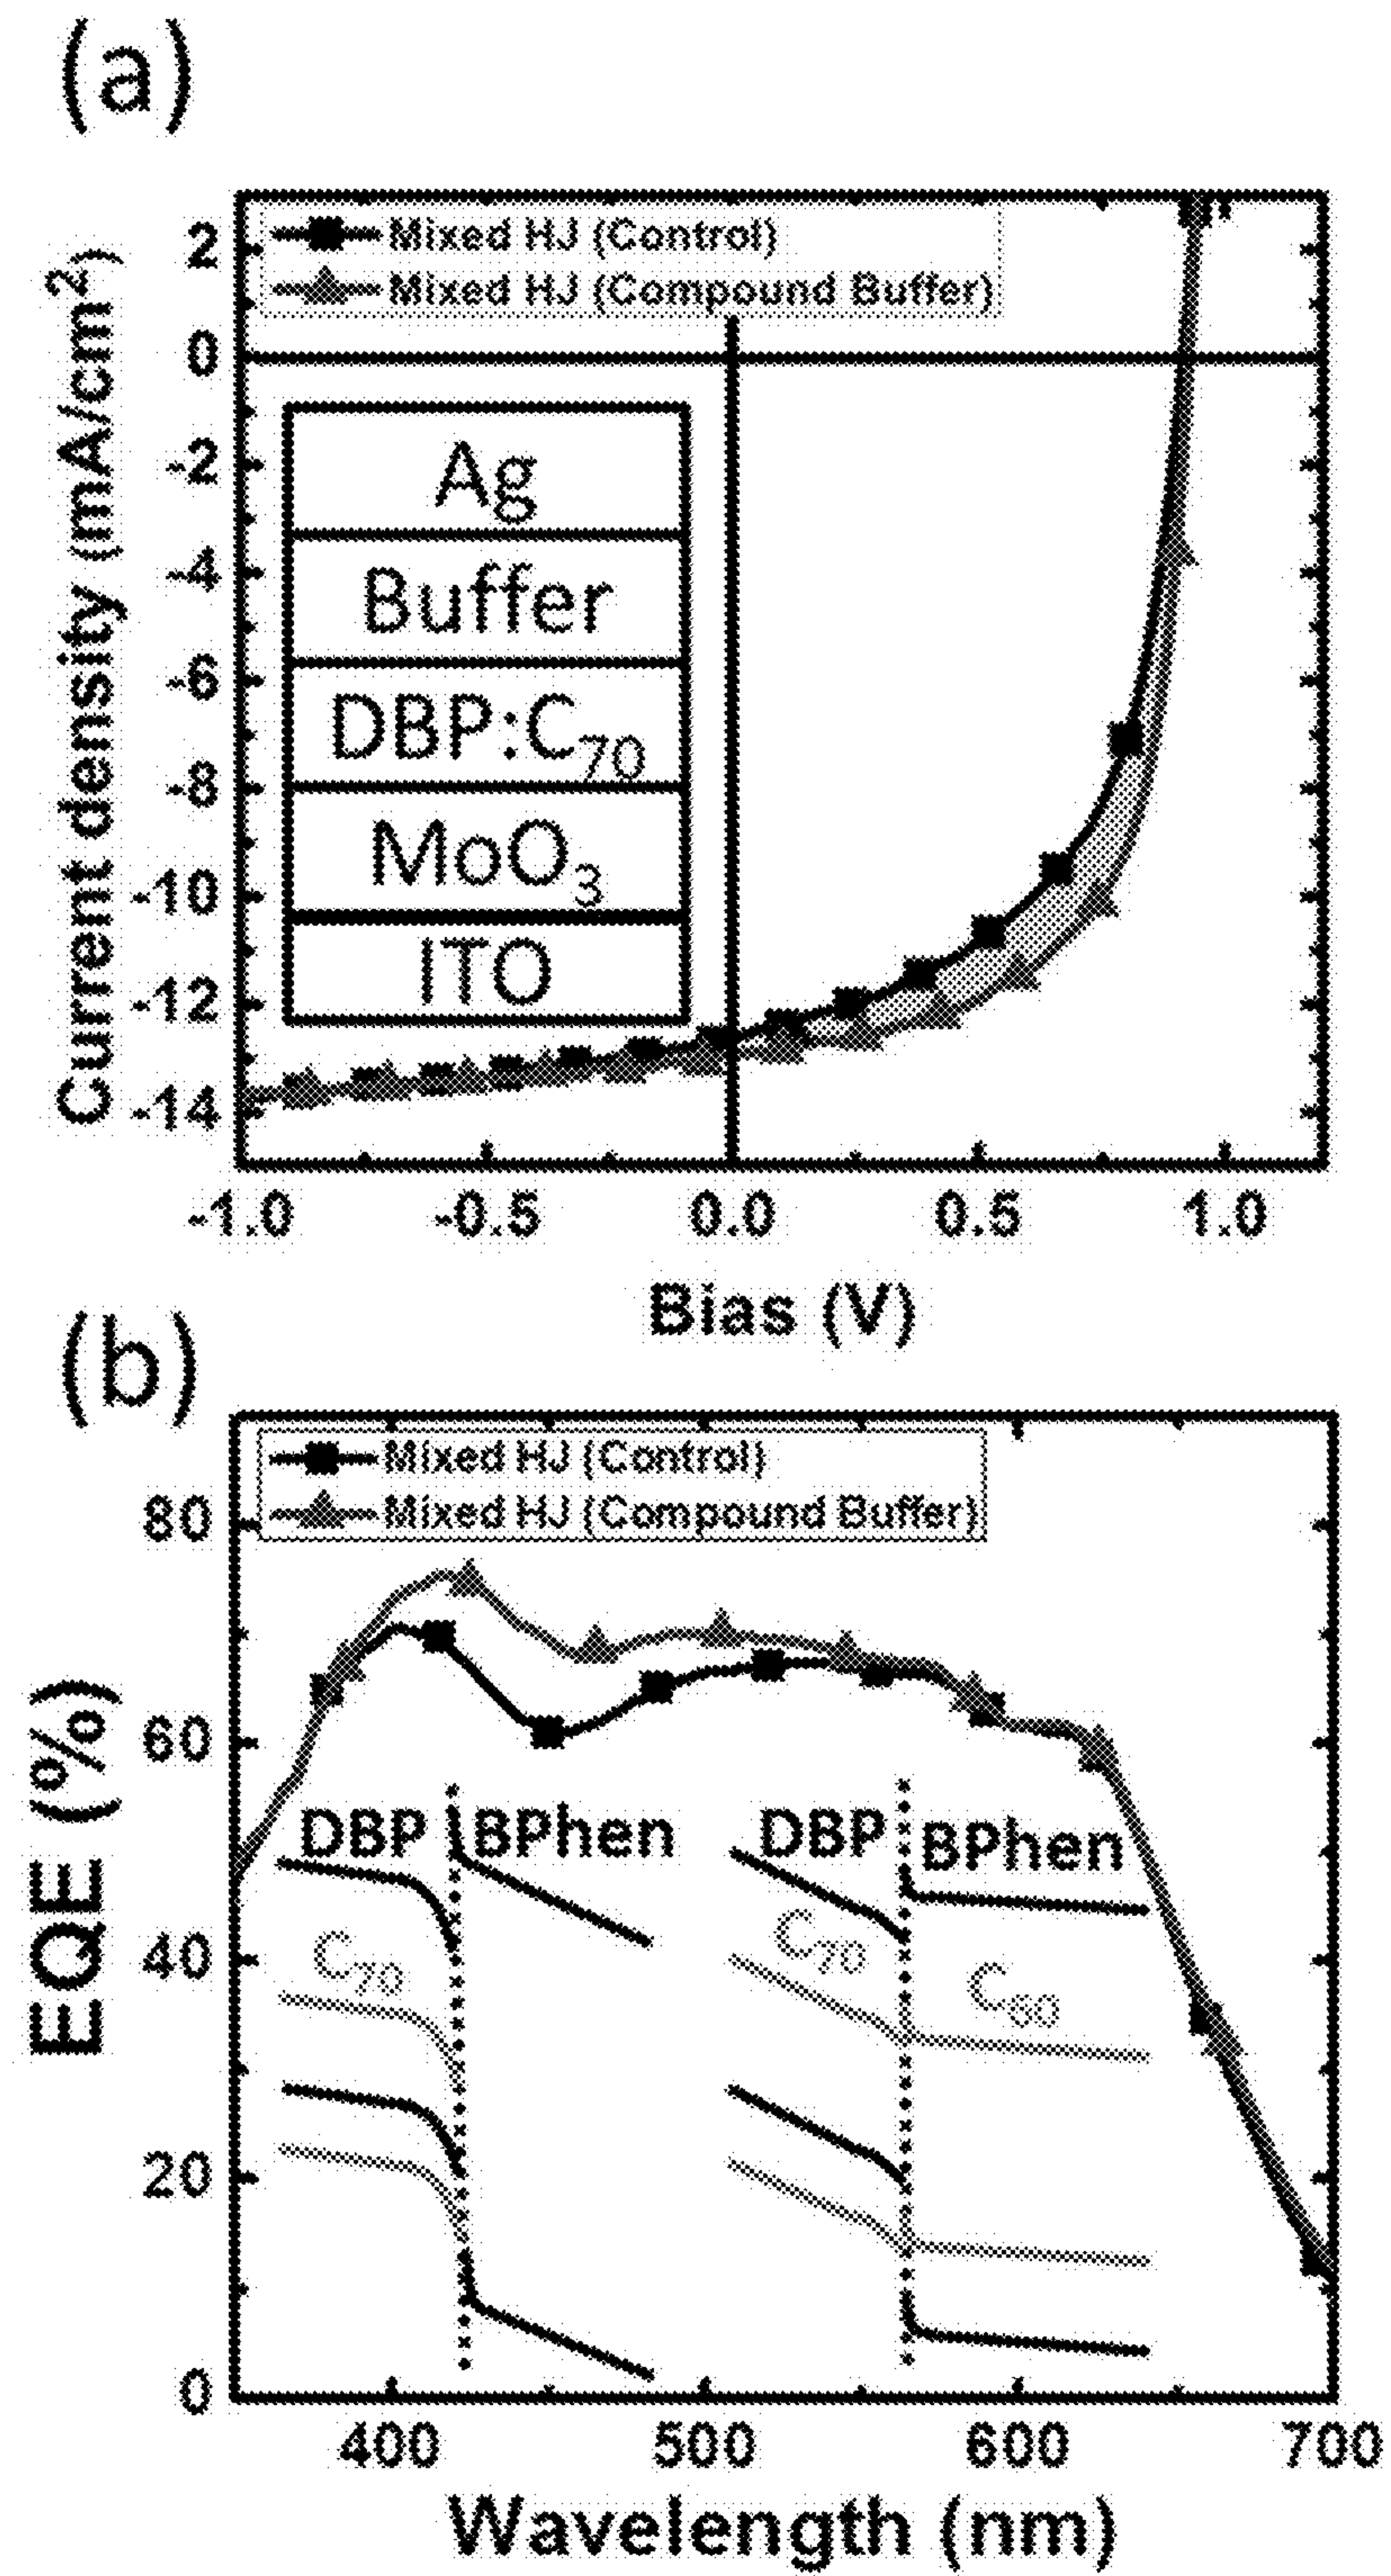 (a)
Mixed HJ (Control)
Mixed HJ (Compound Buffer)
Current density (mA/cm²)
2
0
-2
-4
-6
-8
-10
-12
-14
Ag
Buffer
DBP:C₇₀
MoO₃
ITO
-1.0 -0.5 0.0 0.5 1.0
Bias (V)
(b)
Mixed HJ (Control)
Mixed HJ (Compound Buffer)
EQE (%)
80
60
40
20
0
DBP BPhen
C₇₀
DBP BPhen
C₇₀ C₆₀
400 500 600 700
Wavelength (nm)